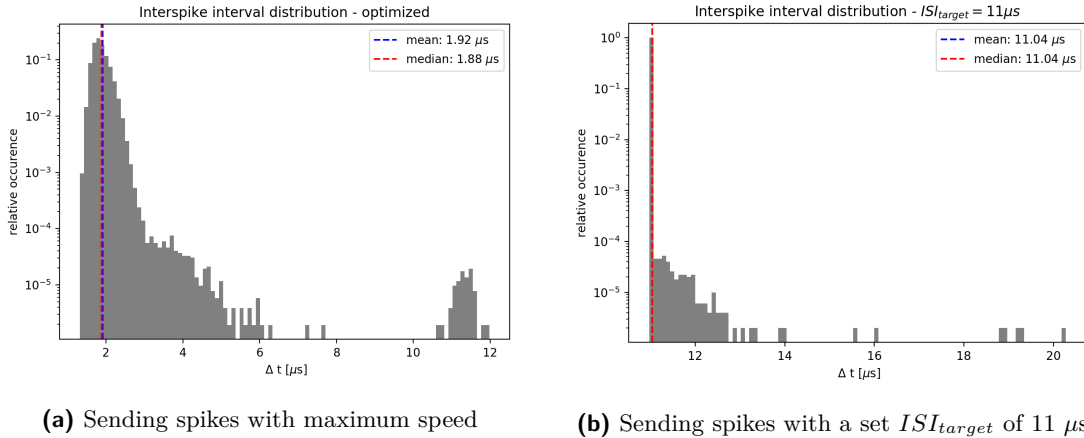 Interspike interval distribution - optimized
mean: 1.92 μs
median: 1.88 μs
10⁻¹
10⁻²
10⁻³
10⁻⁴
10⁻⁵
relative occurence
2 4 6 8 10 12
Δ t [μs]
(a) Sending spikes with maximum speed
Interspike interval distribution - ISI_target = 11μs
mean: 11.04 μs
median: 11.04 μs
10⁰
10⁻¹
10⁻²
10⁻³
10⁻⁴
10⁻⁵
relative occurence
12 14 16 18 20
Δ t [μs]
(b) Sending spikes with a set ISI_target of 11 μs